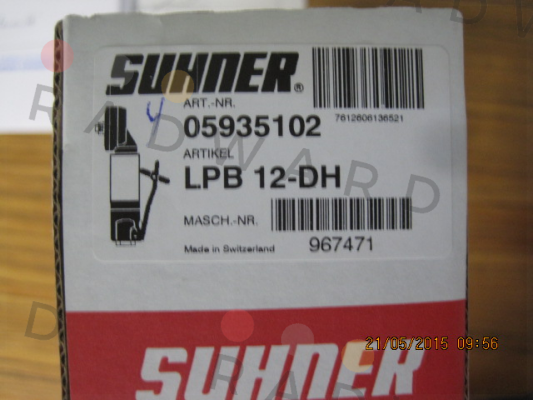 SUHNER®
ART.-NR.
05935102
7612606136521
ARTIKEL
LPB 12-DH
MASCH.-NR.
967471
Made in Switzerland
RADWARD
21/05/2015 09:56
SUHNER